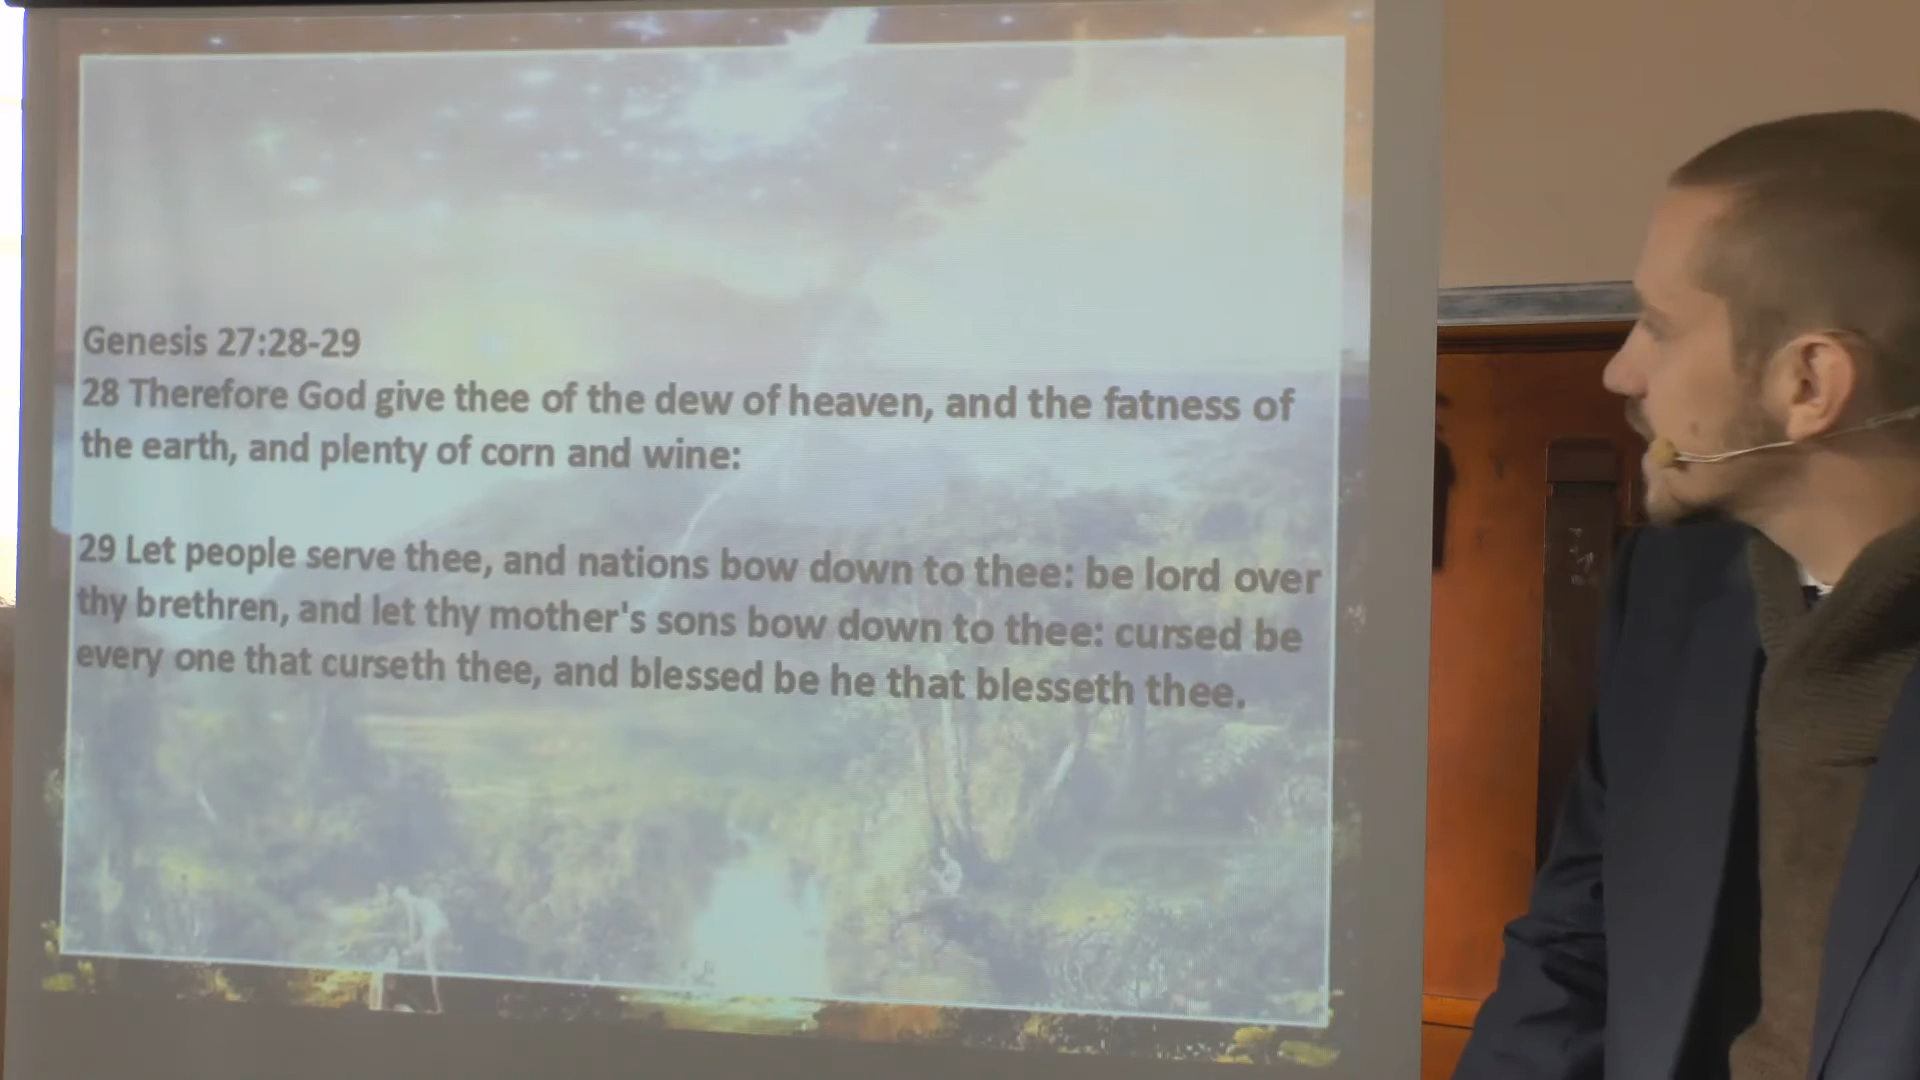 Genesis 27:28-29
28 Therefore God give thee of the dew of heaven, and the fatness of
the earth, and plenty of corn and wine:
29 Let people serve thee, and nations bow down to thee: be lord over
thy brethren, and let thy mother's sons bow down to thee: cursed be
every one that curseth thee, and blessed be he that blesseth thee.